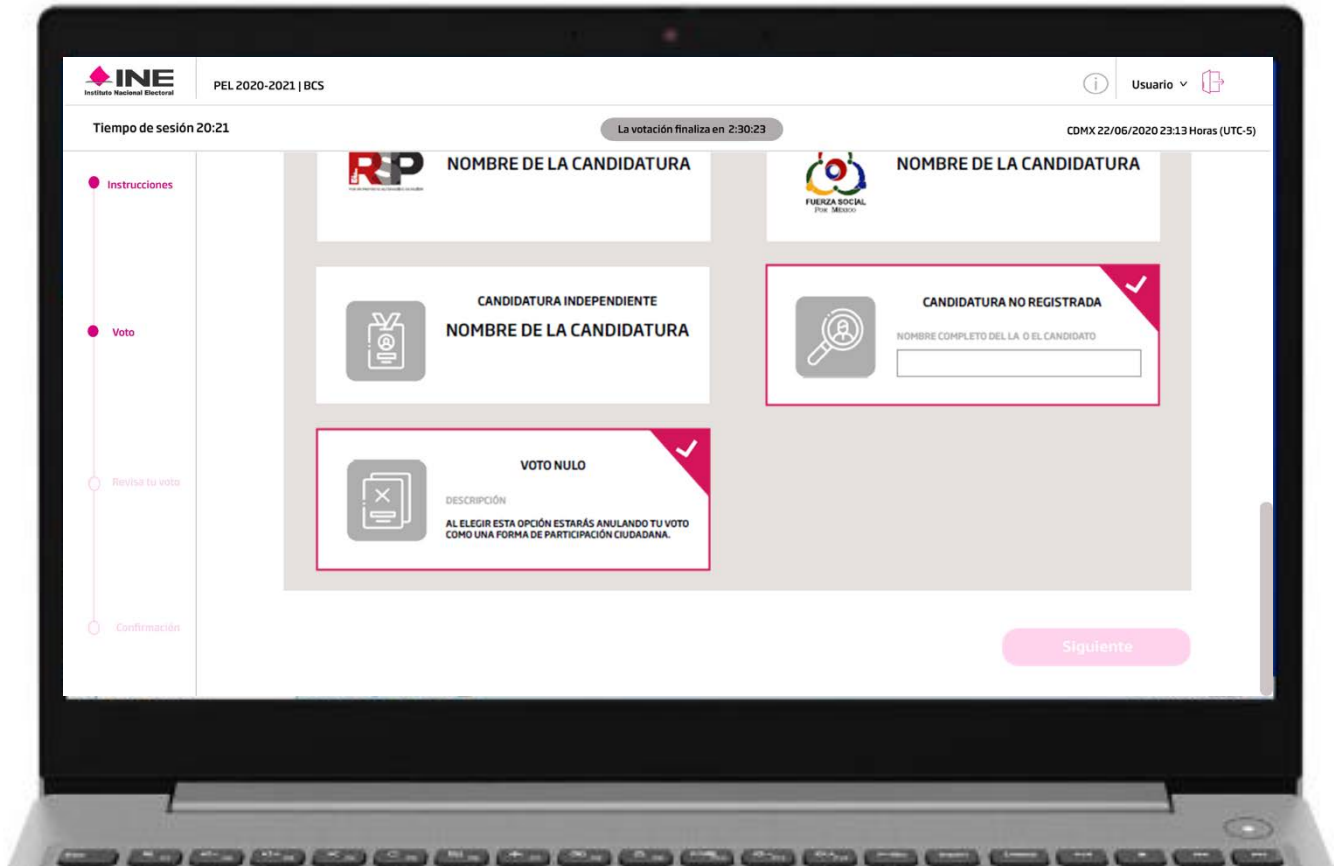 INE
Instituto Nacional Electoral
PEL 2020-2021 | BCS
Usuario
Tiempo de sesión 20:21
La votación finaliza en 2:30:23
CDMX 22/06/2020 23:13 Horas (UTC-5)
Instrucciones
Voto
Revisa tu voto
Confirmación
RSP
NOMBRE DE LA CANDIDATURA
FUERZA SOCIAL
POR MÉXICO
NOMBRE DE LA CANDIDATURA
CANDIDATURA INDEPENDIENTE
NOMBRE DE LA CANDIDATURA
CANDIDATURA NO REGISTRADA
NOMBRE COMPLETO DEL LA O EL CANDIDATO
VOTO NULO
DESCRIPCIÓN
AL ELEGIR ESTA OPCIÓN ESTARÁS ANULANDO TU VOTO
COMO UNA FORMA DE PARTICIPACIÓN CIUDADANA.
Siguiente